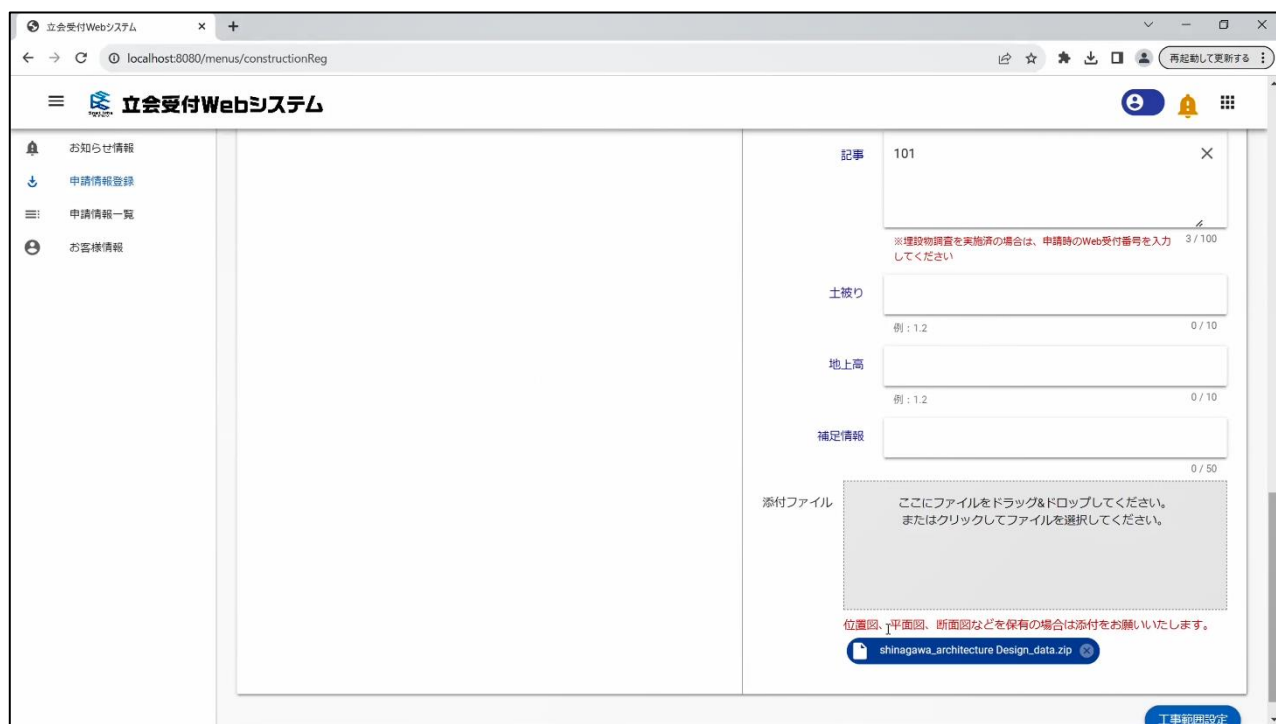 立会受付Webシステム
localhost:8080/menus/constructionReg
再起動して更新する
立会受付Webシステム
お知らせ情報
申請情報登録
申請情報一覧
お客様情報
記事
101
※埋設物調査を実施済の場合は、申請時のWeb受付番号を入力
してください
3 / 100
土被り
例：1.2
0 / 10
地上高
例：1.2
0 / 10
補足情報
0 / 50
添付ファイル
ここにファイルをドラッグ&ドロップしてください。
またはクリックしてファイルを選択してください。
位置図、平面図、断面図などを保有の場合は添付をお願いいたします。
shinagawa_architecture Design_data.zip
工事範囲設定